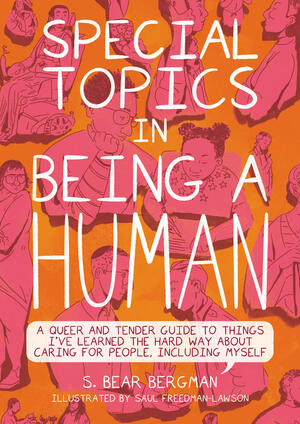 SPECIAL
TOPICS
IN
BEING A
HUMAN
A QUEER AND TENDER GUIDE TO THINGS
I'VE LEARNED THE HARD WAY ABOUT
CARING FOR PEOPLE, INCLUDING MYSELF
S. BEAR BERGMAN
ILLUSTRATED BY SAUL FREEDMAN-LAWSON